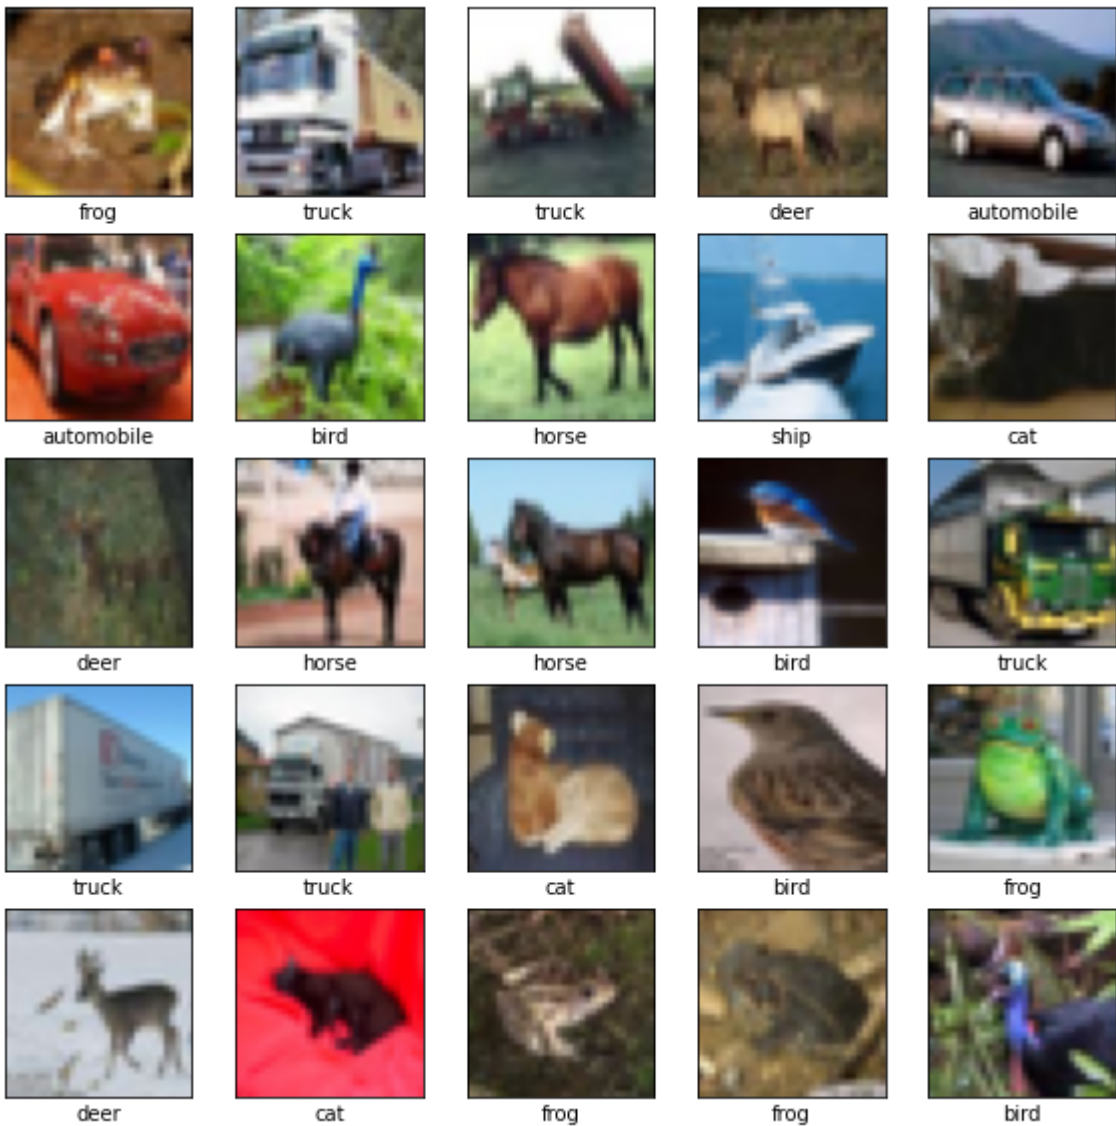 frog truck truck deer automobile
automobile bird horse ship cat
deer horse horse bird truck
truck truck cat bird frog
deer cat frog frog bird